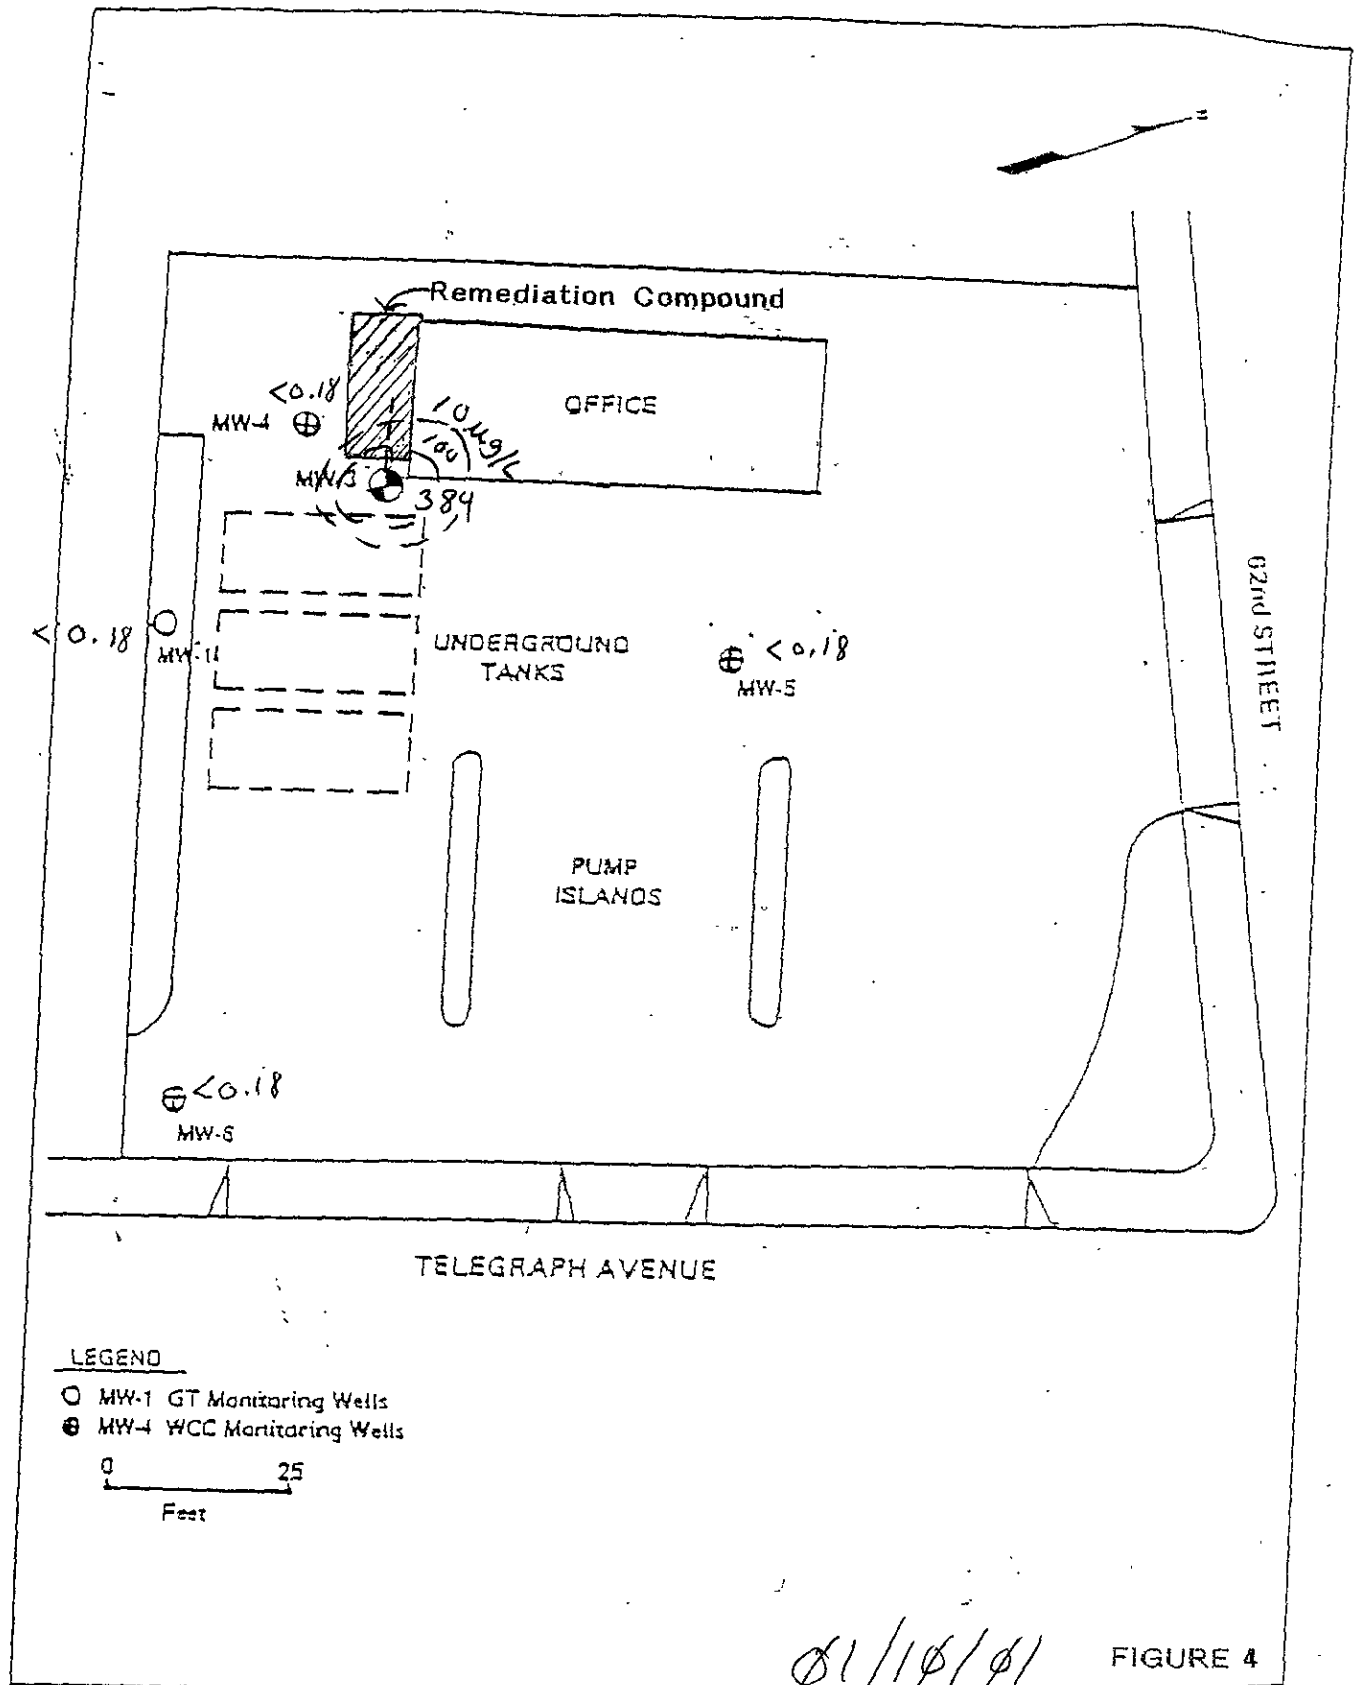 Remediation Compound
OFFICE
<0.18
MW-4
10 µg/L
100
MW-3
384
<0.18
MW-1
UNDERGROUND
TANKS
<0.18
MW-5
62nd STREET
PUMP
ISLANDS
<0.18
MW-6
TELEGRAPH AVENUE
LEGEND
MW-1 GT Monitoring Wells
MW-4 WCC Monitoring Wells
0 25
Feet
01/10/01
FIGURE 4